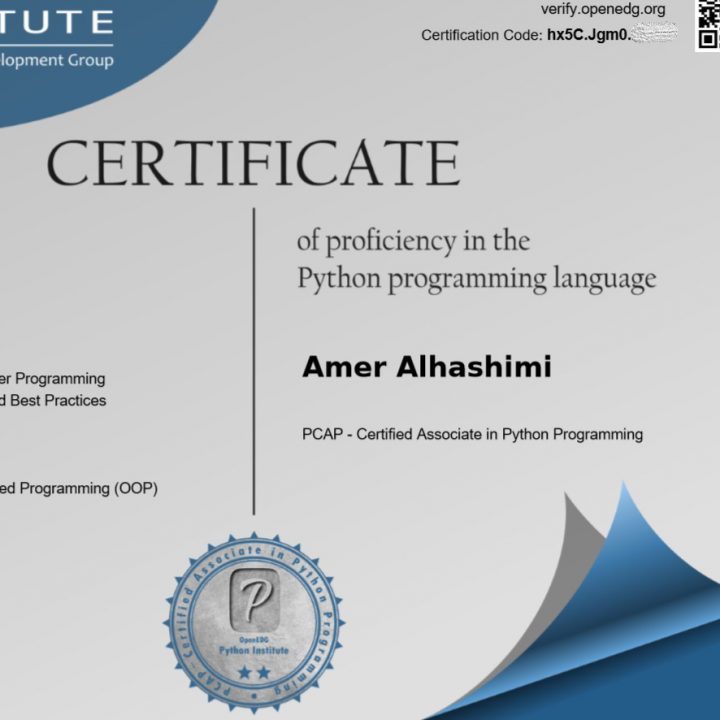 TUTE
elopment Group
verify.openedg.org
Certification Code: hx5C.Jgm0.
CERTIFICATE
of proficiency in the
Python programming language
Amer Alhashimi
PCAP - Certified Associate in Python Programming
er Programming
d Best Practices
ed Programming (OOP)
PCAP-Certified Associate in Python Programming
P
OpenEDG
Python Institute